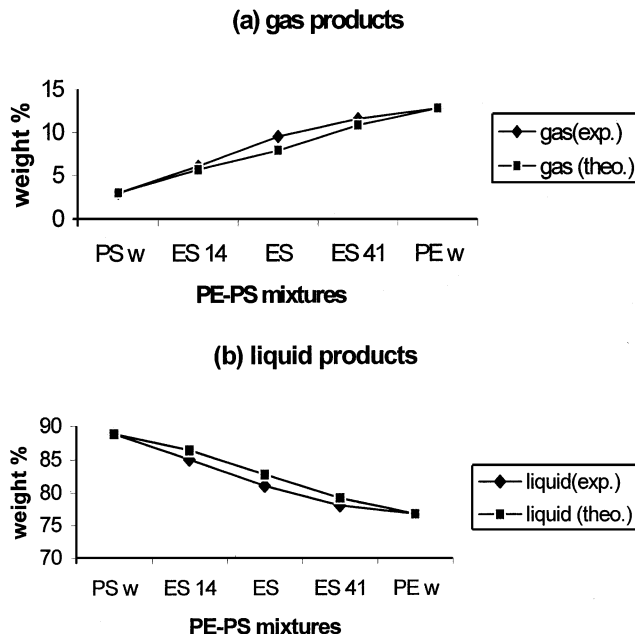 (a) gas products
15
10
5
0
weight %
PS w ES 14 ES ES 41 PE w
PE-PS mixtures
gas(exp.)
gas (theo.)
(b) liquid products
90
85
80
75
70
weight %
PS w ES 14 ES ES 41 PE w
PE-PS mixtures
liquid(exp.)
liquid (theo.)